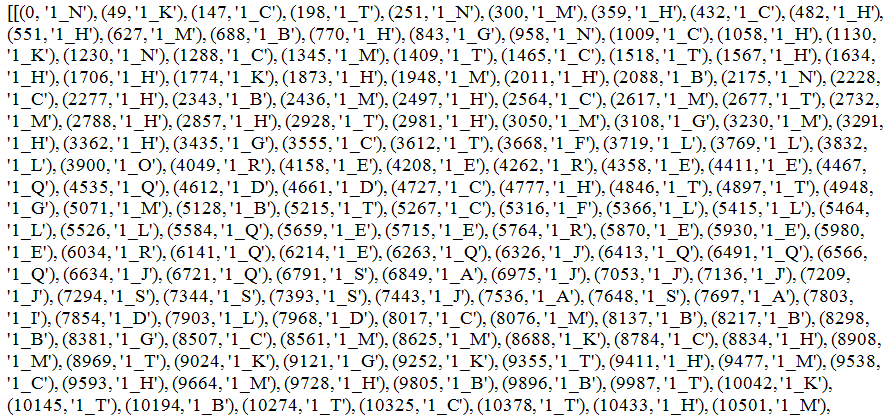 [[(0, '1_N'), (49, '1_K'), (147, '1_C'), (198, '1_T'), (251, '1_N'), (300, '1_M'), (359, '1_H'), (432, '1_C'), (482, '1_H'),
(551, '1_H'), (627, '1_M'), (688, '1_B'), (770, '1_H'), (843, '1_G'), (958, '1_N'), (1009, '1_C'), (1058, '1_H'), (1130,
'1_K'), (1230, '1_N'), (1288, '1_C'), (1345, '1_M'), (1409, '1_T'), (1465, '1_C'), (1518, '1_T'), (1567, '1_H'), (1634,
'1_H'), (1706, '1_H'), (1774, '1_K'), (1873, '1_H'), (1948, '1_M'), (2011, '1_H'), (2088, '1_B'), (2175, '1_N'), (2228,
'1_C'), (2277, '1_H'), (2343, '1_B'), (2436, '1_M'), (2497, '1_H'), (2564, '1_C'), (2617, '1_M'), (2677, '1_T'), (2732,
'1_M'), (2788, '1_H'), (2857, '1_H'), (2928, '1_T'), (2981, '1_H'), (3050, '1_M'), (3108, '1_G'), (3230, '1_M'), (3291,
'1_H'), (3362, '1_H'), (3435, '1_G'), (3555, '1_C'), (3612, '1_T'), (3668, '1_F'), (3719, '1_L'), (3769, '1_L'), (3832,
'1_L'), (3900, '1_O'), (4049, '1_R'), (4158, '1_E'), (4208, '1_E'), (4262, '1_R'), (4358, '1_E'), (4411, '1_E'), (4467,
'1_Q'), (4535, '1_Q'), (4612, '1_D'), (4661, '1_D'), (4727, '1_C'), (4777, '1_H'), (4846, '1_T'), (4897, '1_T'), (4948,
'1_G'), (5071, '1_M'), (5128, '1_B'), (5215, '1_T'), (5267, '1_C'), (5316, '1_F'), (5366, '1_L'), (5415, '1_L'), (5464,
'1_L'), (5526, '1_L'), (5584, '1_Q'), (5659, '1_E'), (5715, '1_E'), (5764, '1_R'), (5870, '1_E'), (5930, '1_E'), (5980,
'1_E'), (6034, '1_R'), (6141, '1_Q'), (6214, '1_E'), (6263, '1_Q'), (6326, '1_J'), (6413, '1_Q'), (6491, '1_Q'), (6566,
'1_Q'), (6634, '1_J'), (6721, '1_Q'), (6791, '1_S'), (6849, '1_A'), (6975, '1_J'), (7053, '1_J'), (7136, '1_J'), (7209,
'1_J'), (7294, '1_S'), (7344, '1_S'), (7393, '1_S'), (7443, '1_J'), (7536, '1_A'), (7648, '1_S'), (7697, '1_A'), (7803,
'1_I'), (7854, '1_D'), (7903, '1_L'), (7968, '1_D'), (8017, '1_C'), (8076, '1_M'), (8137, '1_B'), (8217, '1_B'), (8298,
'1_B'), (8381, '1_G'), (8507, '1_C'), (8561, '1_M'), (8625, '1_M'), (8688, '1_K'), (8784, '1_C'), (8834, '1_H'), (8908,
'1_M'), (8969, '1_T'), (9024, '1_K'), (9121, '1_G'), (9252, '1_K'), (9355, '1_T'), (9411, '1_H'), (9477, '1_M'), (9538,
'1_C'), (9593, '1_H'), (9664, '1_M'), (9728, '1_H'), (9805, '1_B'), (9896, '1_B'), (9987, '1_T'), (10042, '1_K'),
(10145, '1_T'), (10194, '1_B'), (10274, '1_T'), (10325, '1_C'), (10378, '1_T'), (10433, '1_H'), (10501, '1_M'),